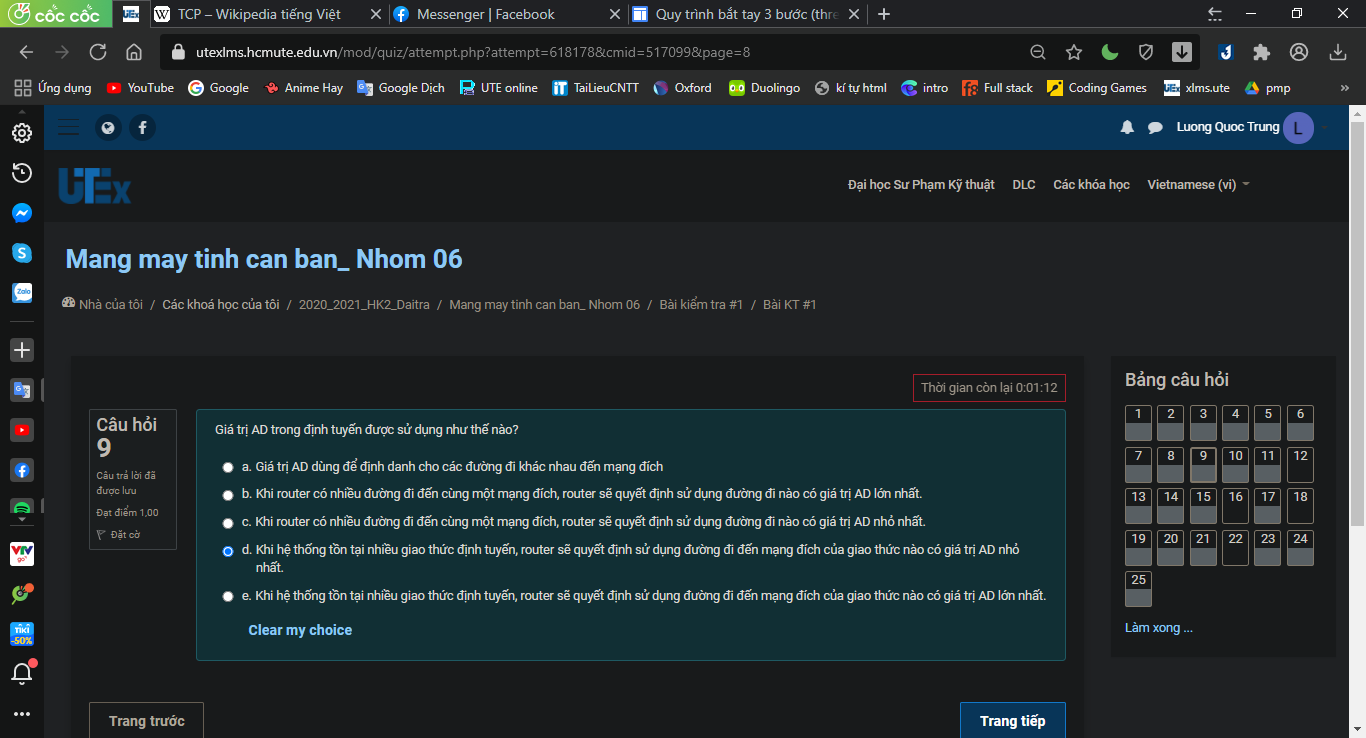 cốc cốc
UTEx
W TCP – Wikipedia tiếng Việt
Messenger | Facebook
Quy trình bắt tay 3 bước (thre
utexlms.hcmute.edu.vn/mod/quiz/attempt.php?attempt=618178&cmid=517099&page=8
Ứng dụng YouTube Google Anime Hay Google Dịch UTE online TaiLieuCNTT Oxford Duolingo kí tự html intro Full stack Coding Games xlms.ute pmp »
Luong Quoc Trung L
UTEx
Đại học Sư Phạm Kỹ thuật DLC Các khóa học Vietnamese (vi)
Mang may tinh can ban_ Nhom 06
Nhà của tôi / Các khoá học của tôi / 2020_2021_HK2_Daitra / Mang may tinh can ban_ Nhom 06 / Bài kiểm tra #1 / Bài KT #1
Thời gian còn lại 0:01:12
Câu hỏi
9
Câu trả lời đã
được lưu
Đạt điểm 1,00
Đặt cờ
Giá trị AD trong định tuyến được sử dụng như thế nào?
a. Giá trị AD dùng để định danh cho các đường đi khác nhau đến mạng đích
b. Khi router có nhiều đường đi đến cùng một mạng đích, router sẽ quyết định sử dụng đường đi nào có giá trị AD lớn nhất.
c. Khi router có nhiều đường đi đến cùng một mạng đích, router sẽ quyết định sử dụng đường đi nào có giá trị AD nhỏ nhất.
d. Khi hệ thống tồn tại nhiều giao thức định tuyến, router sẽ quyết định sử dụng đường đi đến mạng đích của giao thức nào có giá trị AD nhỏ
nhất.
e. Khi hệ thống tồn tại nhiều giao thức định tuyến, router sẽ quyết định sử dụng đường đi đến mạng đích của giao thức nào có giá trị AD lớn nhất.
Clear my choice
Trang trước
Trang tiếp
Bảng câu hỏi
1 2 3 4 5 6
7 8 9 10 11 12
13 14 15 16 17 18
19 20 21 22 23 24
25
Làm xong ...
Zalo
VTV
go
TIKI
-50%